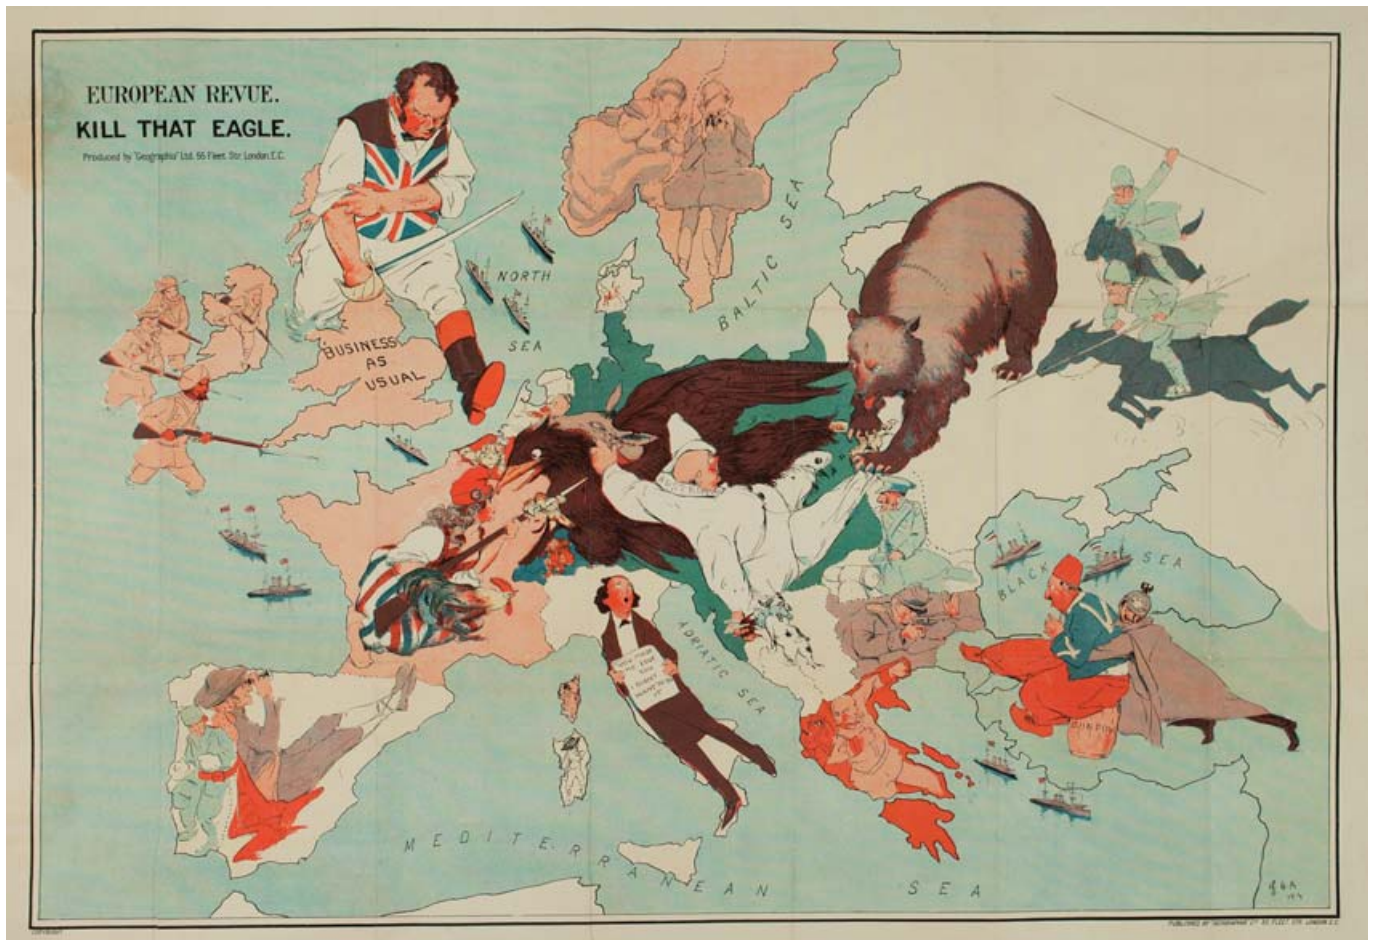 EUROPEAN REVUE.
KILL THAT EAGLE.
Produced by "Geographia" Ltd. 55 Fleet Str. London. E.C.
NORTH
SEA
BALTIC SEA
BUSINESS
AS
USUAL
BLACK SEA
ADRIATIC SEA
MEDITERRANEAN SEA
COPYRIGHT